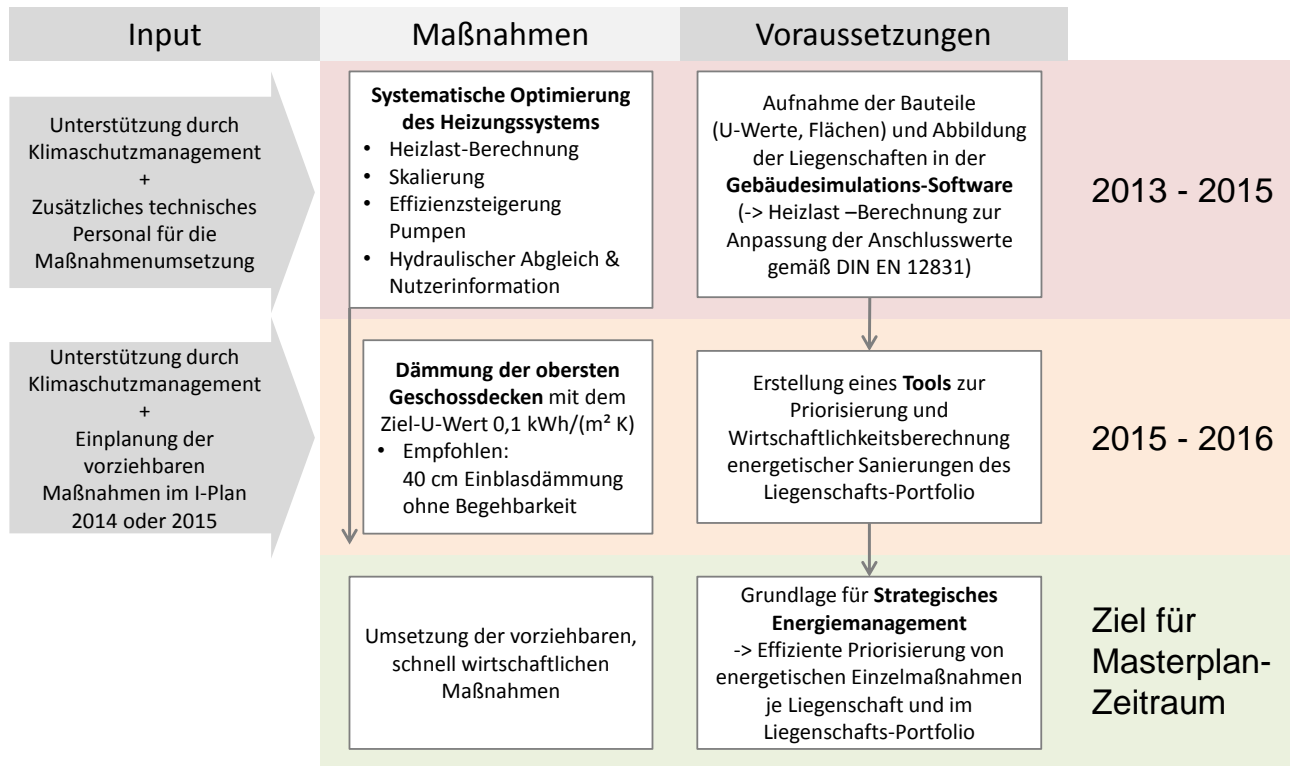 Input
Maßnahmen
Voraussetzungen
Unterstützung durch
Klimaschutzmanagement
+
Zusätzliches technisches
Personal für die
Maßnahmenumsetzung
Systematische Optimierung
des Heizungssystems
• Heizlast-Berechnung
• Skalierung
• Effizienzsteigerung
Pumpen
• Hydraulischer Abgleich &
Nutzerinformation
Aufnahme der Bauteile
(U-Werte, Flächen) und Abbildung
der Liegenschaften in der
Gebäudesimulations-Software
(-> Heizlast –Berechnung zur
Anpassung der Anschlusswerte
gemäß DIN EN 12831)
2013 - 2015
Unterstützung durch
Klimaschutzmanagement
+
Einplanung der
vorziehbaren
Maßnahmen im I-Plan
2014 oder 2015
Dämmung der obersten
Geschossdecken mit dem
Ziel-U-Wert 0,1 kWh/(m² K)
• Empfohlen:
40 cm Einblasdämmung
ohne Begehbarkeit
Erstellung eines Tools zur
Priorisierung und
Wirtschaftlichkeitsberechnung
energetischer Sanierungen des
Liegenschafts-Portfolio
2015 - 2016
Umsetzung der vorziehbaren,
schnell wirtschaftlichen
Maßnahmen
Grundlage für Strategisches
Energiemanagement
-> Effiziente Priorisierung von
energetischen Einzelmaßnahmen
je Liegenschaft und im
Liegenschafts-Portfolio
Ziel für
Masterplan-
Zeitraum